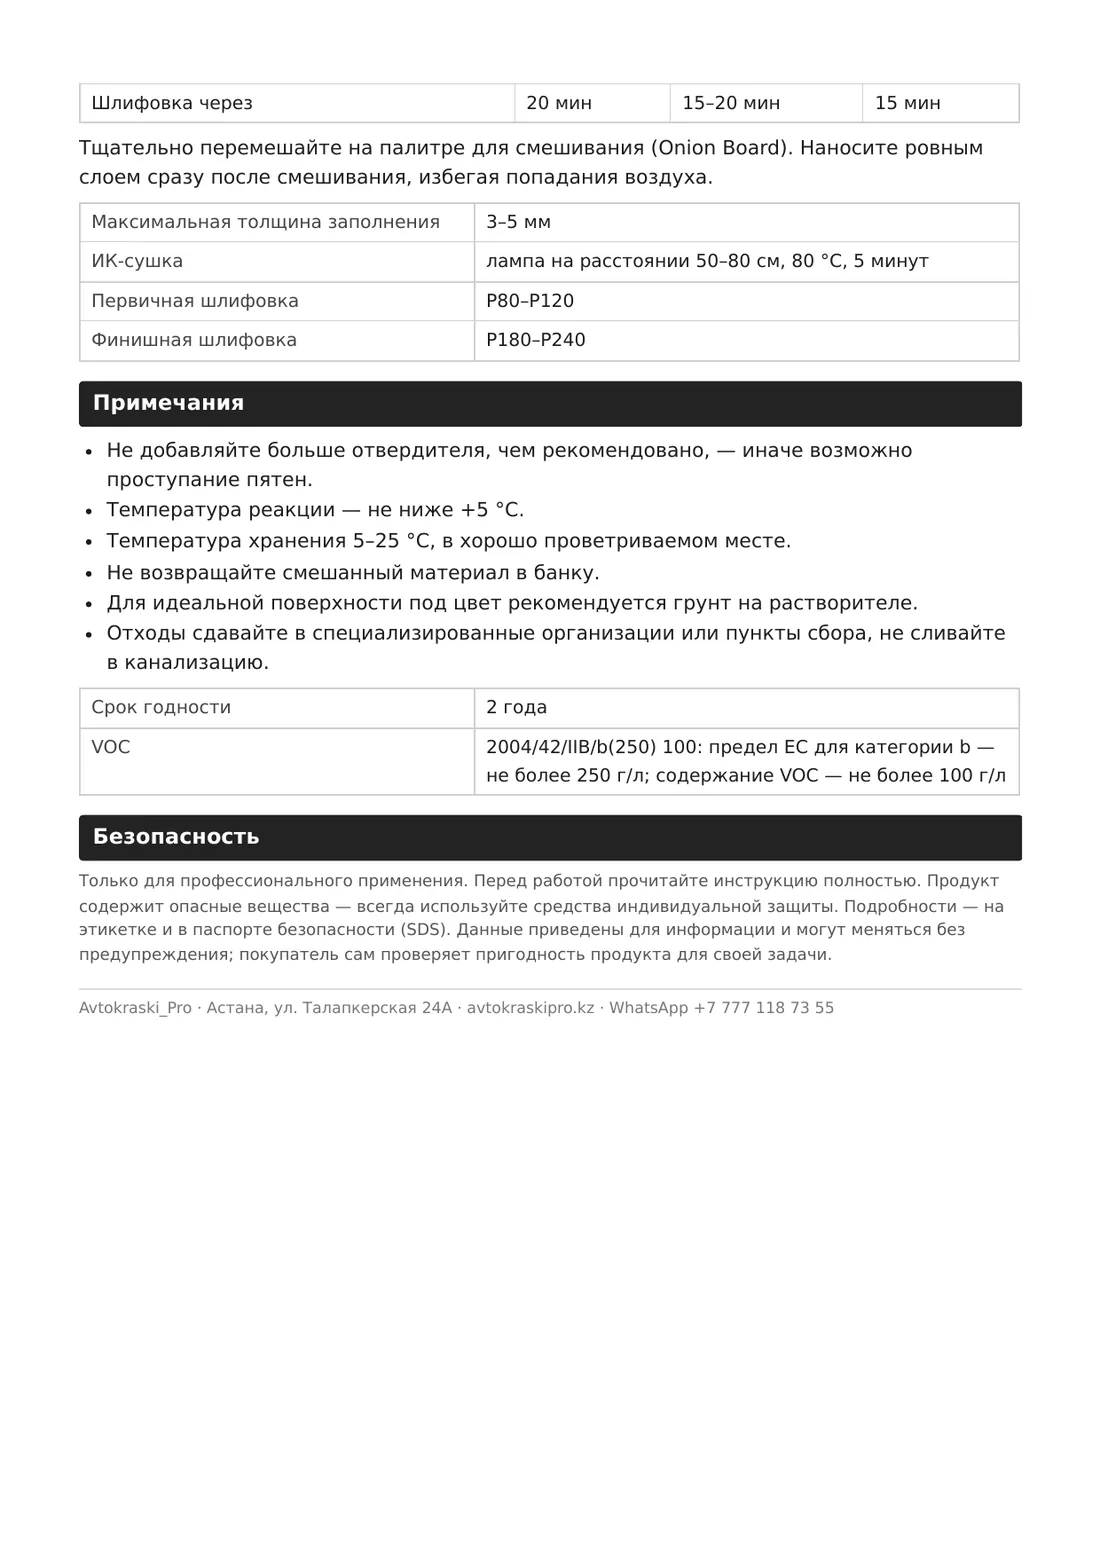 Шлифовка через 20 мин 15–20 мин 15 мин
Тщательно перемешайте на палитре для смешивания (Onion Board). Наносите ровным
слоем сразу после смешивания, избегая попадания воздуха.
Максимальная толщина заполнения 3–5 мм
ИК-сушка лампа на расстоянии 50–80 см, 80 °C, 5 минут
Первичная шлифовка P80–P120
Финишная шлифовка P180–P240
Примечания
• Не добавляйте больше отвердителя, чем рекомендовано, — иначе возможно
проступание пятен.
• Температура реакции — не ниже +5 °C.
• Температура хранения 5–25 °C, в хорошо проветриваемом месте.
• Не возвращайте смешанный материал в банку.
• Для идеальной поверхности под цвет рекомендуется грунт на растворителе.
• Отходы сдавайте в специализированные организации или пункты сбора, не сливайте
в канализацию.
Срок годности 2 года
VOC 2004/42/IIB/b(250) 100: предел ЕС для категории b —
не более 250 г/л; содержание VOC — не более 100 г/л
Безопасность
Только для профессионального применения. Перед работой прочитайте инструкцию полностью. Продукт
содержит опасные вещества — всегда используйте средства индивидуальной защиты. Подробности — на
этикетке и в паспорте безопасности (SDS). Данные приведены для информации и могут меняться без
предупреждения; покупатель сам проверяет пригодность продукта для своей задачи.
Avtokraski_Pro · Астана, ул. Талапкерская 24А · avtokraskipro.kz · WhatsApp +7 777 118 73 55